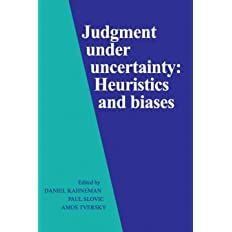 Judgment
under
uncertainty:
Heuristics
and biases
Edited by
DANIEL KAHNEMAN
PAUL SLOVIC
AMOS TVERSKY